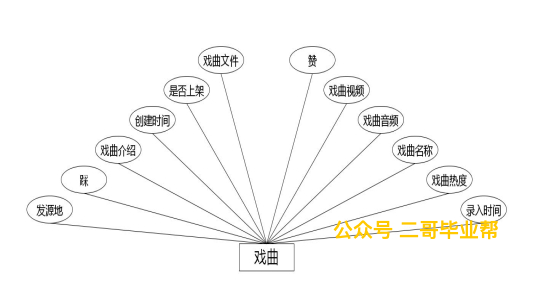 戏曲文件
赞
是否上架
戏曲视频
创建时间
戏曲音频
戏曲介绍
戏曲名称
踩
戏曲热度
发源地
录入时间
公众号 二哥毕业帮
戏曲